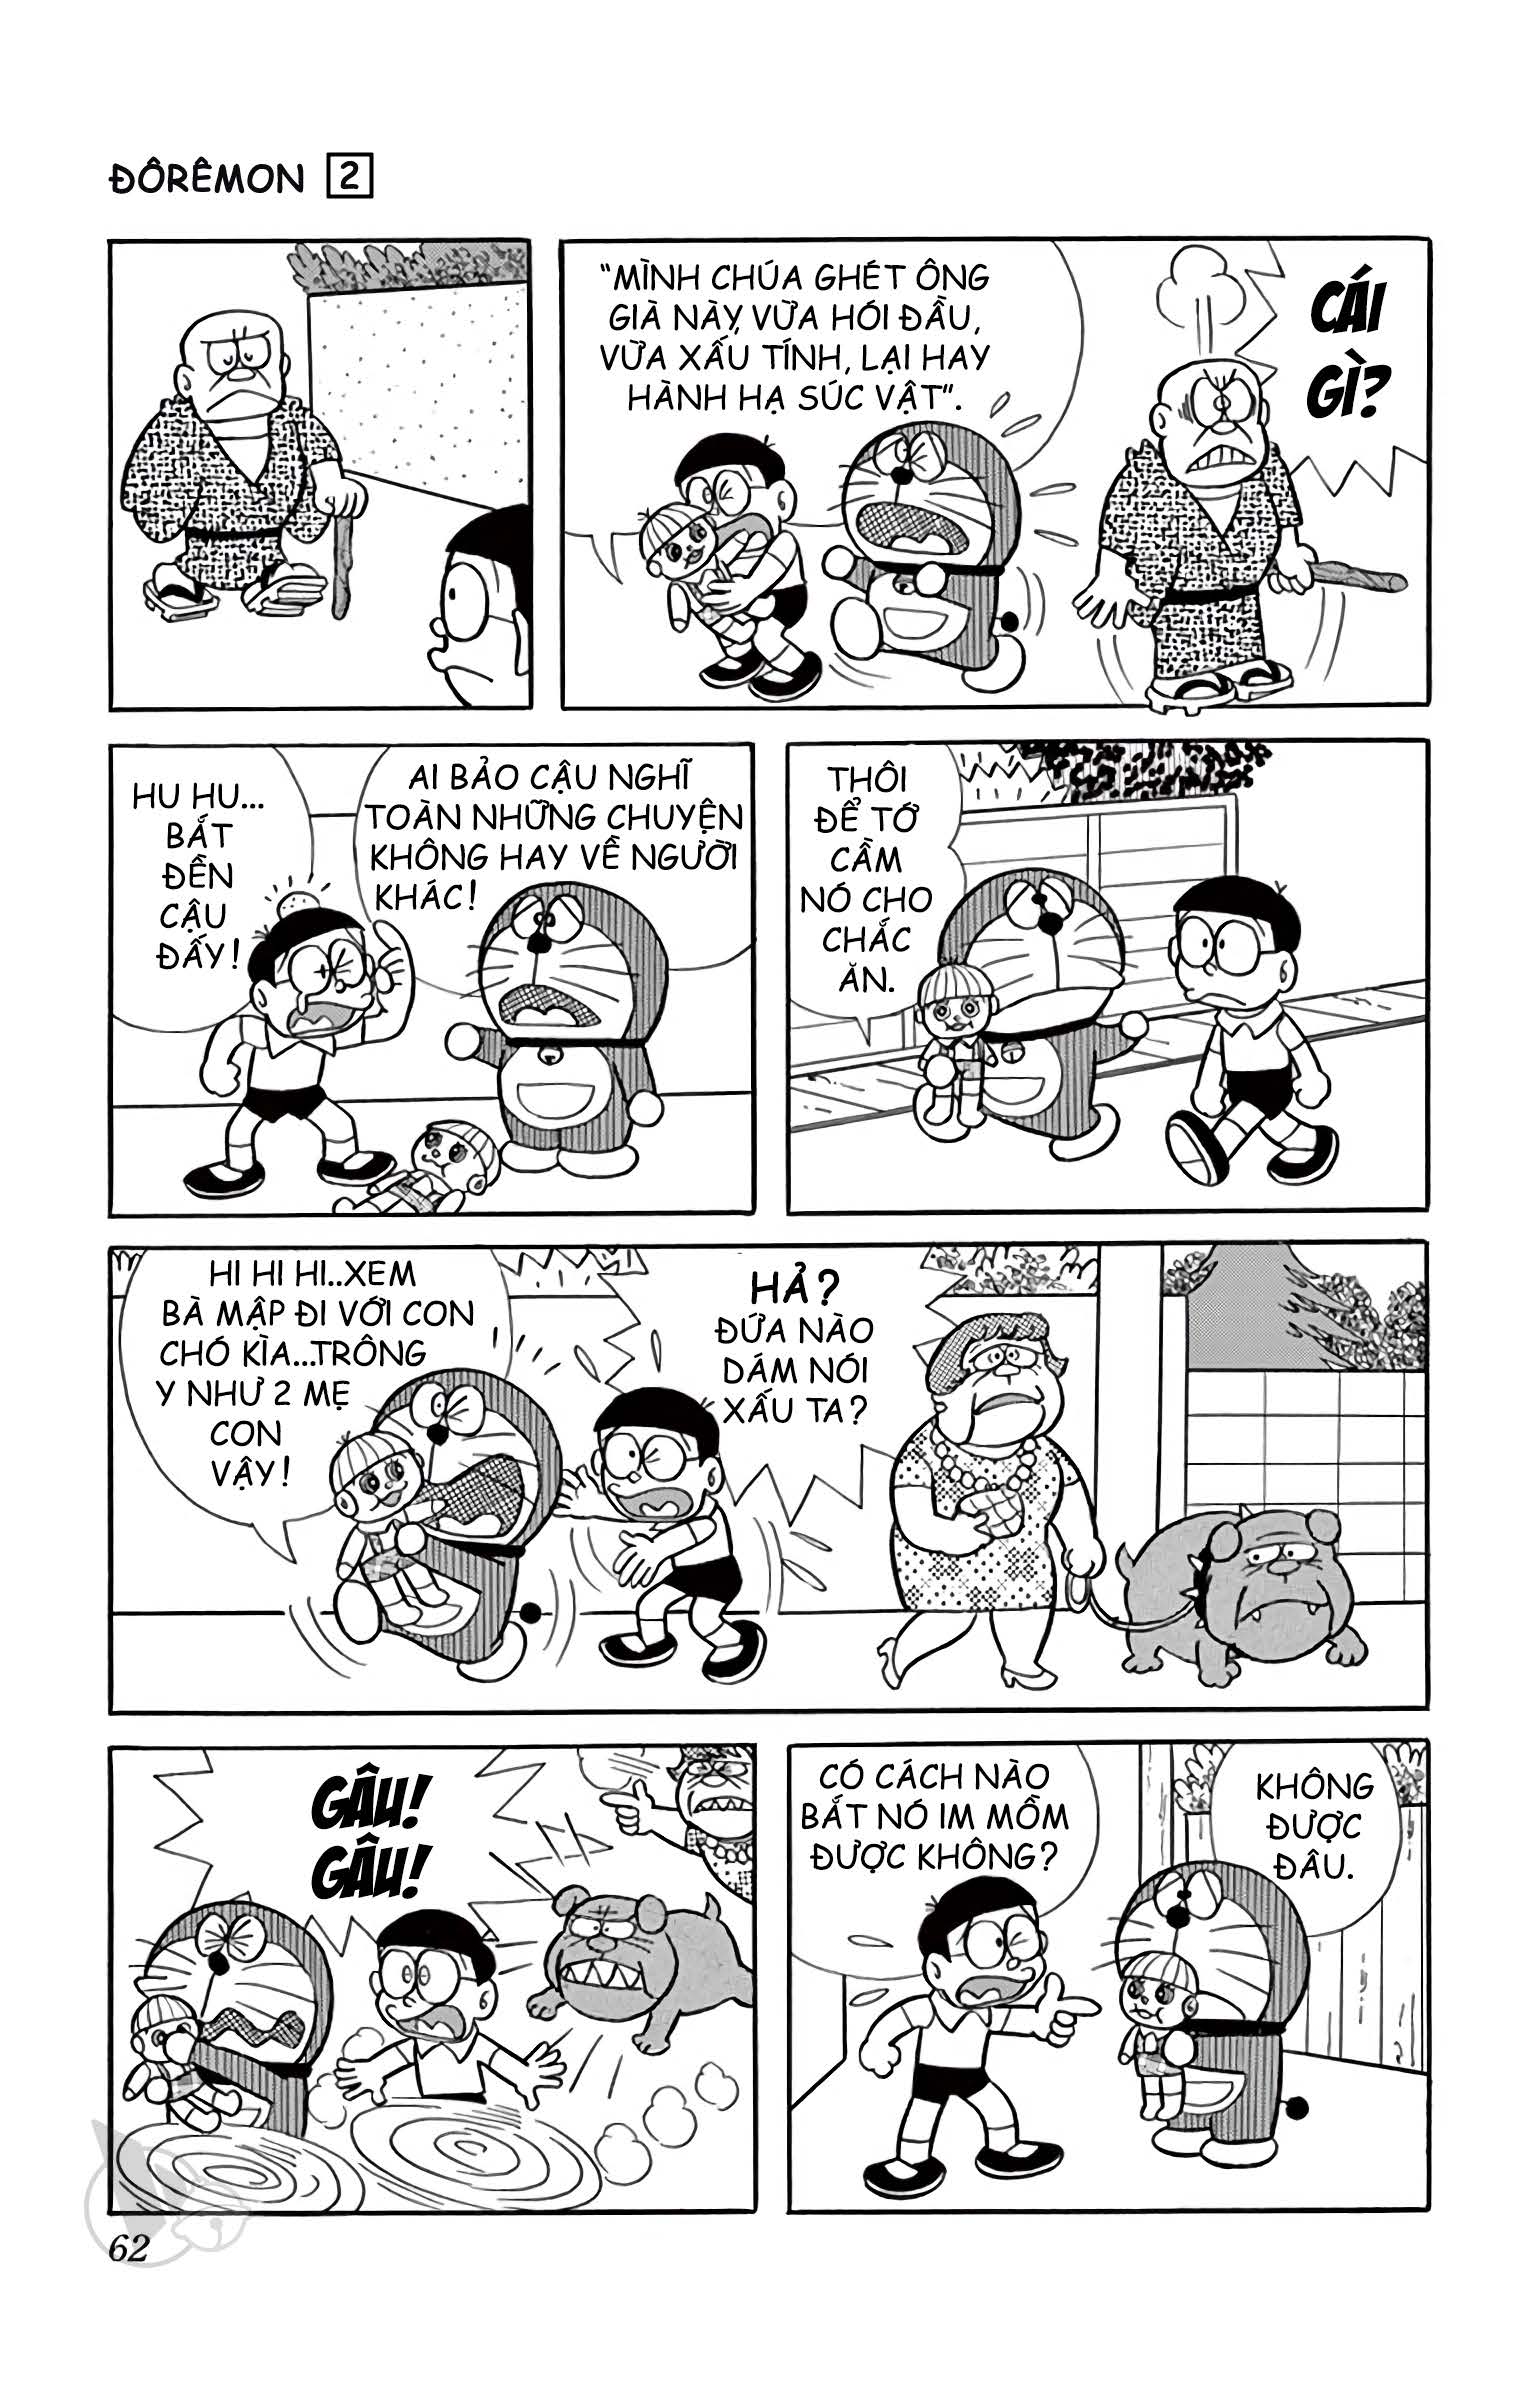 ĐÔRÊMON 2
"MÌNH CHÚA GHÉT ÔNG
GIÀ NÀY, VỪA HÓI ĐẦU,
VỪA XẤU TÍNH, LẠI HAY
HÀNH HẠ SÚC VẬT".
CÁI
GÌ?
HU HU...
BẮT
ĐỀN
CẬU
ĐẤY!
AI BẢO CẬU NGHĨ
TOÀN NHỮNG CHUYỆN
KHÔNG HAY VỀ NGƯỜI
KHÁC!
THÔI
ĐỂ TỚ
CẦM
NÓ CHO
CHẮC
ĂN.
HI HI HI..XEM
BÀ MẬP ĐI VỚI CON
CHÓ KÌA...TRÔNG
Y NHƯ 2 MẸ
CON
VẬY!
HẢ?
ĐỨA NÀO
DÁM NÓI
XẤU TA?
GÂU!
GÂU!
CÓ CÁCH NÀO
BẮT NÓ IM MỒM
ĐƯỢC KHÔNG?
KHÔNG
ĐƯỢC
ĐÂU.
62